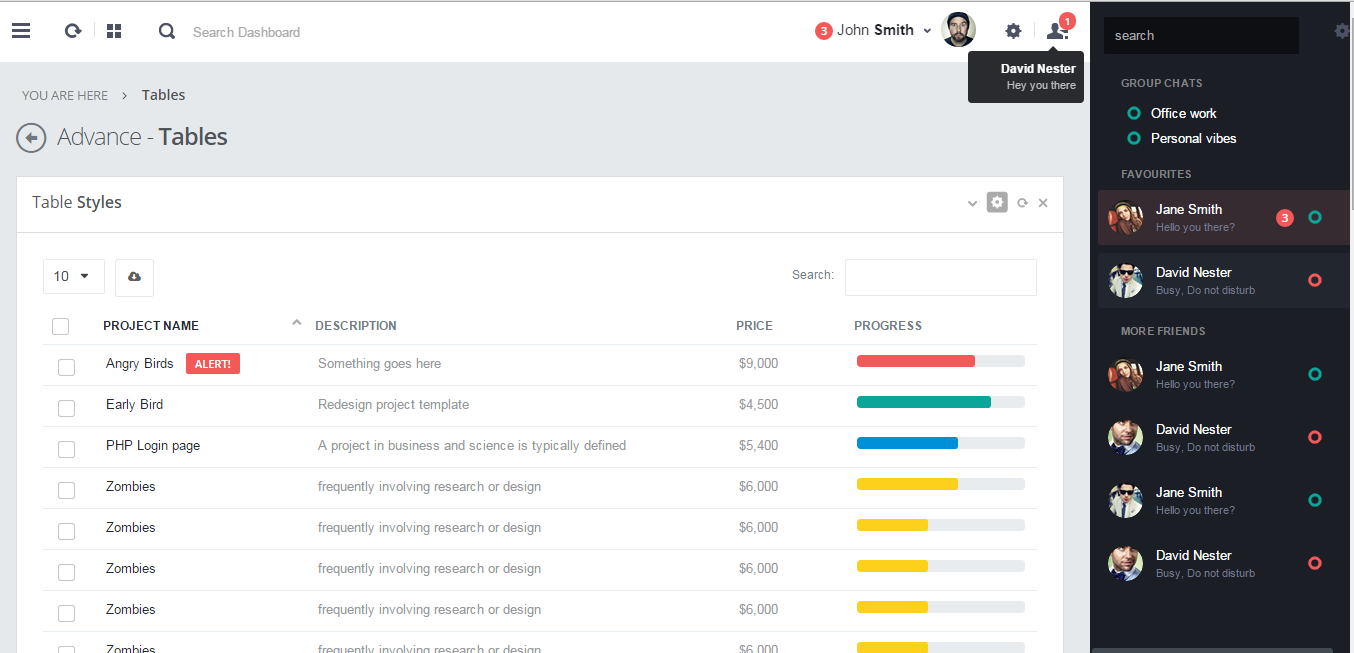 Search Dashboard
3 John Smith
1
David Nester
Hey you there
YOU ARE HERE > Tables
Advance - Tables
Table Styles
10
Search:
PROJECT NAME DESCRIPTION PRICE PROGRESS
Angry Birds ALERT! Something goes here $9,000
Early Bird Redesign project template $4,500
PHP Login page A project in business and science is typically defined $5,400
Zombies frequently involving research or design $6,000
Zombies frequently involving research or design $6,000
Zombies frequently involving research or design $6,000
Zombies frequently involving research or design $6,000
Zombies frequently involving research or design $6,000
search
GROUP CHATS
Office work
Personal vibes
FAVOURITES
Jane Smith
Hello you there?
3
David Nester
Busy, Do not disturb
MORE FRIENDS
Jane Smith
Hello you there?
David Nester
Busy, Do not disturb
Jane Smith
Hello you there?
David Nester
Busy, Do not disturb